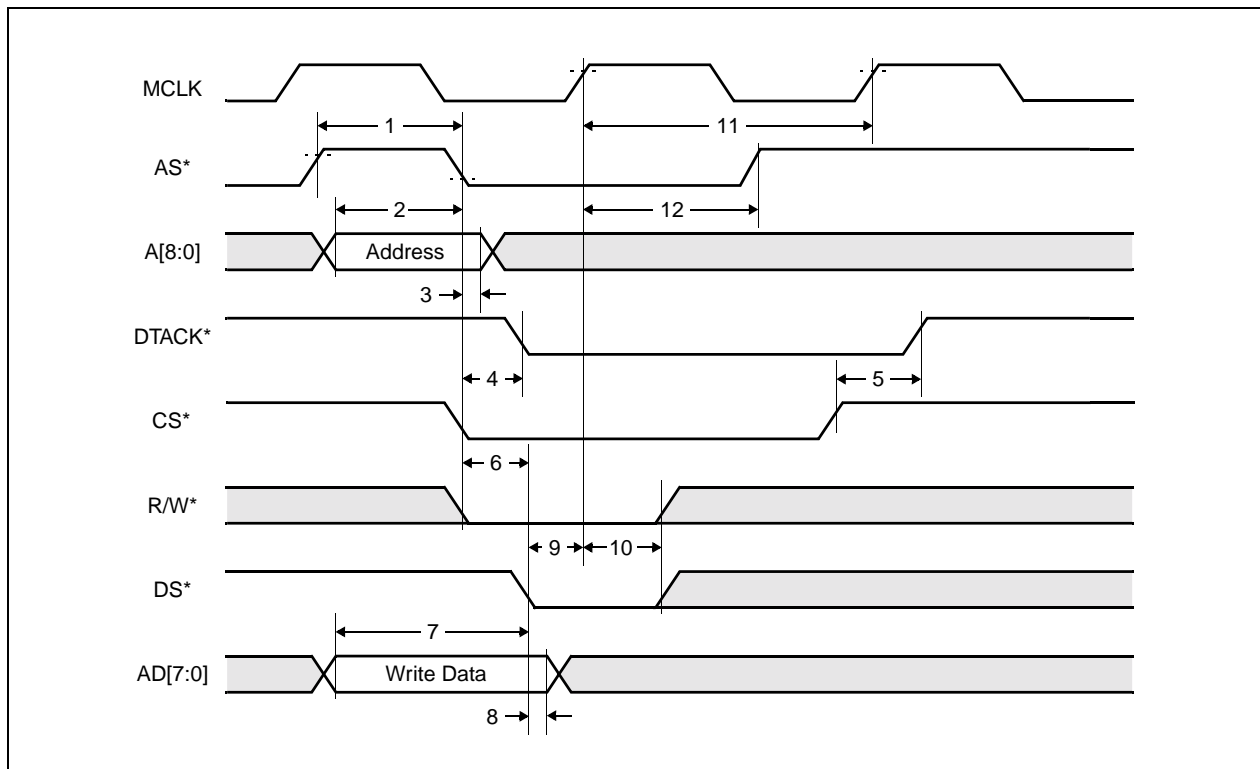 MCLK
1
11
AS*
2
12
A[8:0]
Address
3
DTACK*
4
5
CS*
6
R/W*
9
10
DS*
7
AD[7:0]
Write Data
8